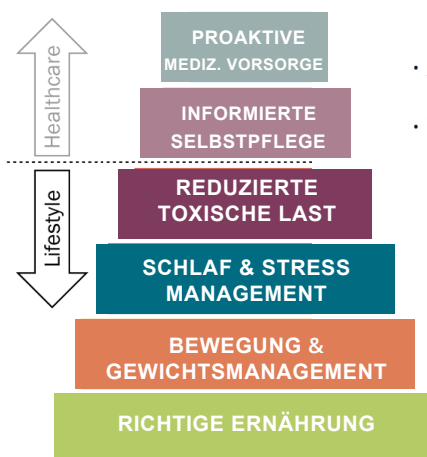 Healthcare
PROAKTIVE
MEDIZ. VORSORGE
INFORMIERTE
SELBSTPFLEGE
Lifestyle
REDUZIERTE
TOXISCHE LAST
SCHLAF & STRESS
MANAGEMENT
BEWEGUNG &
GEWICHTSMANAGEMENT
RICHTIGE ERNÄHRUNG